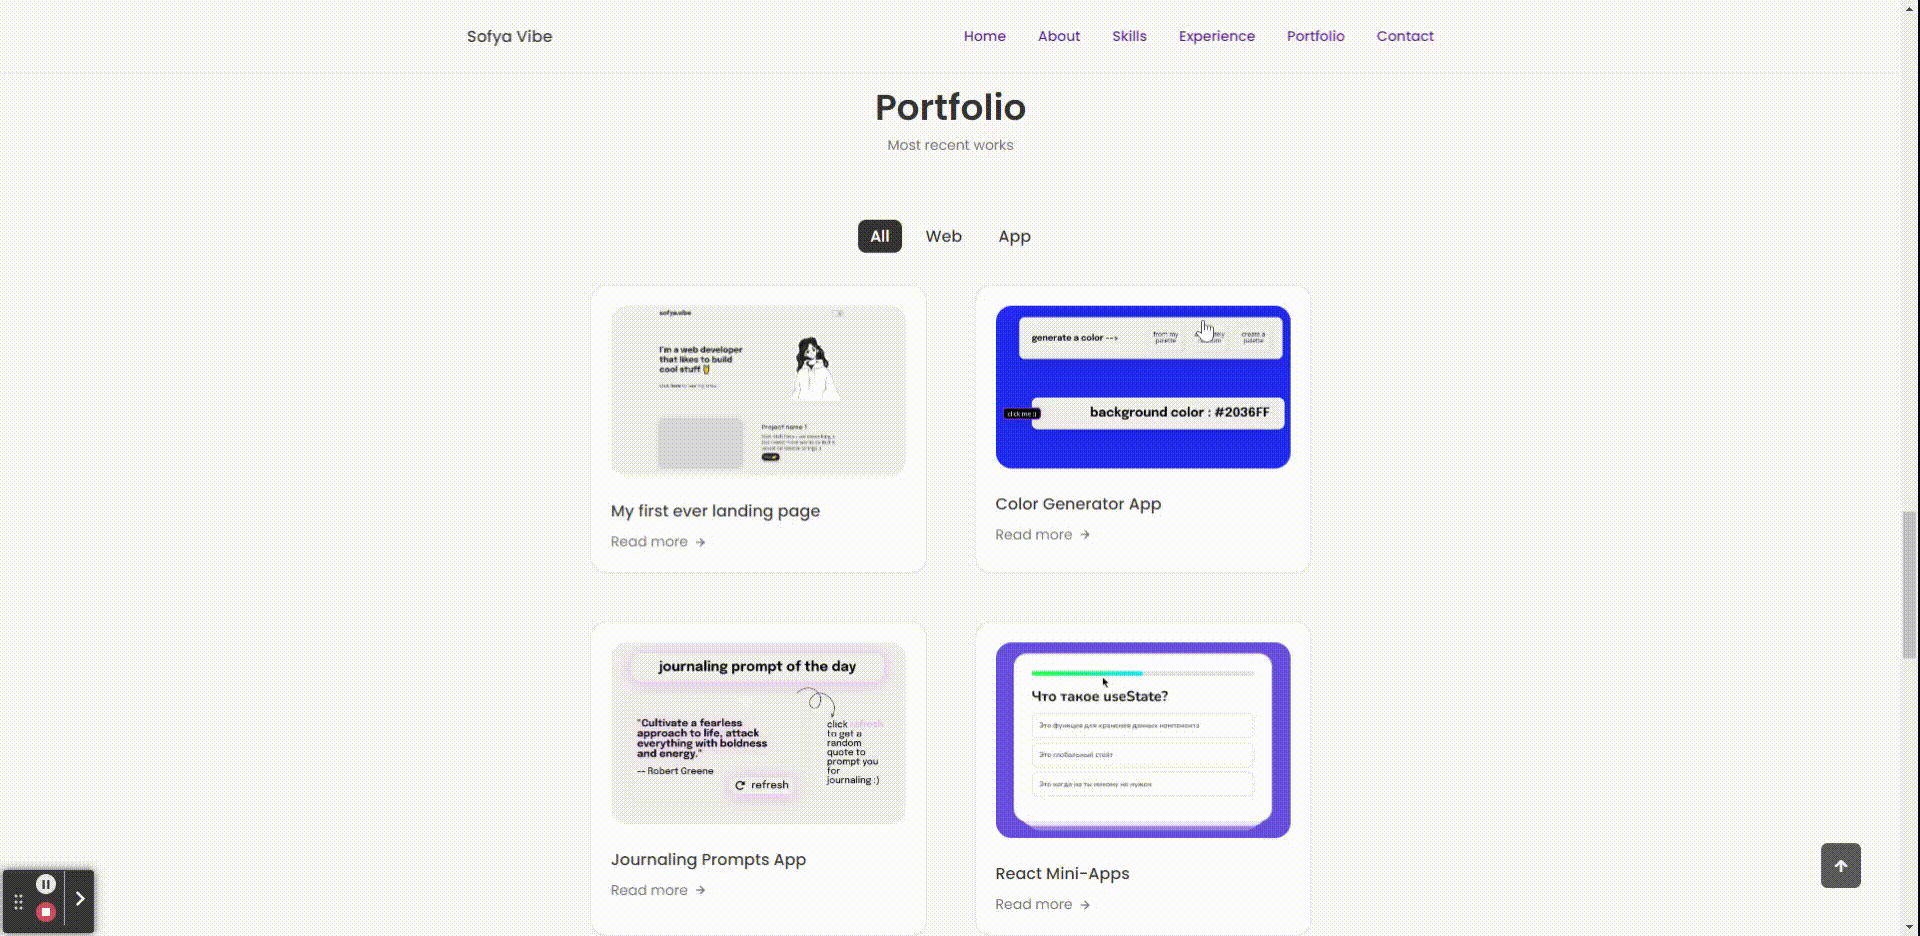 Sofya Vibe
Home
About
Skills
Experience
Portfolio
Contact
Portfolio
Most recent works
All
Web
App
sofya.vibe
I'm a web developer
that likes to build
cool stuff
Project name 1
My first ever landing page
Read more →
generate a color -->
from my
palette
create a
palette
click me :)
background color : #2036FF
Color Generator App
Read more →
journaling prompt of the day
"Cultivate a fearless
approach to life, attack
everything with boldness
and energy."
-- Robert Greene
refresh
click refresh
to get a
random
quote to
prompt you
for
journaling :)
Journaling Prompts App
Read more →
Что такое useState?
Это функция для хранения данных компонента
Это глобальный стейт
Это когда на ты никому не нужен
React Mini-Apps
Read more →